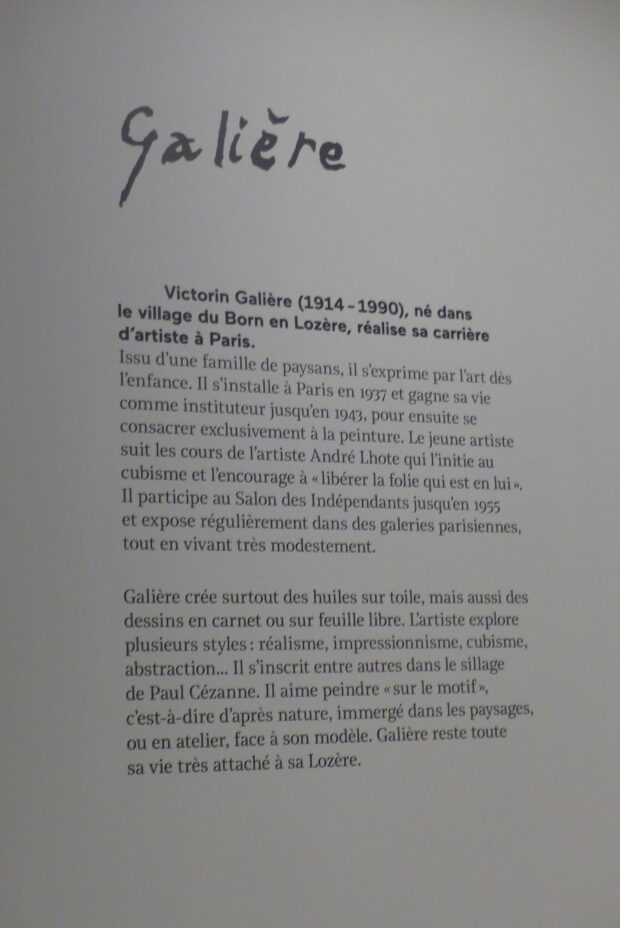 Galière
Victorin Galière (1914-1990), né dans
le village du Born en Lozère, réalise sa carrière
d'artiste à Paris.
Issu d'une famille de paysans, il s'exprime par l'art dès
l'enfance. Il s'installe à Paris en 1937 et gagne sa vie
comme instituteur jusqu'en 1943, pour ensuite se
consacrer exclusivement à la peinture. Le jeune artiste
suit les cours de l'artiste André Lhote qui l'initie au
cubisme et l'encourage à « libérer la folie qui est en lui ».
Il participe au Salon des Indépendants jusqu'en 1955
et expose régulièrement dans des galeries parisiennes,
tout en vivant très modestement.
Galière crée surtout des huiles sur toile, mais aussi des
dessins en carnet ou sur feuille libre. L'artiste explore
plusieurs styles : réalisme, impressionnisme, cubisme,
abstraction... Il s'inscrit entre autres dans le sillage
de Paul Cézanne. Il aime peindre « sur le motif »,
c'est-à-dire d'après nature, immergé dans les paysages,
ou en atelier, face à son modèle. Galière reste toute
sa vie très attaché à sa Lozère.